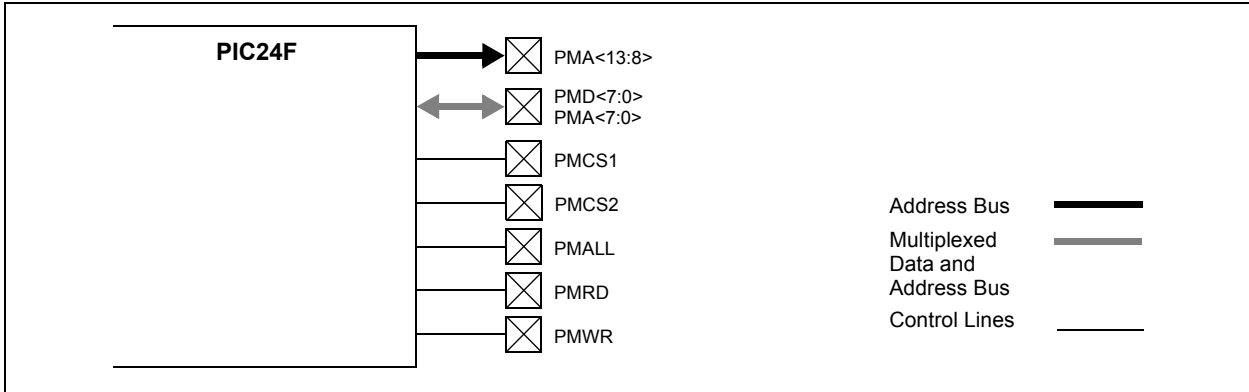 PIC24F
PMA<13:8>
PMD<7:0>
PMA<7:0>
PMCS1
PMCS2
PMALL
PMRD
PMWR
Address Bus
Multiplexed
Data and
Address Bus
Control Lines